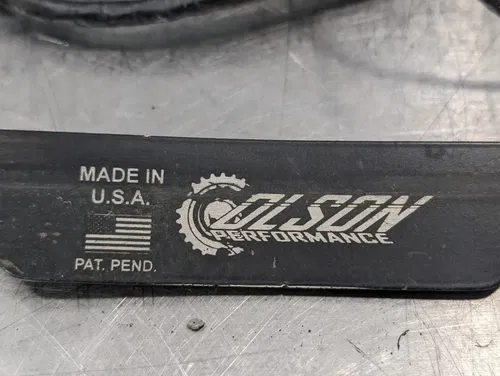 MADE IN
U.S.A.
PAT. PEND.
OLSON
PERFORMANCE